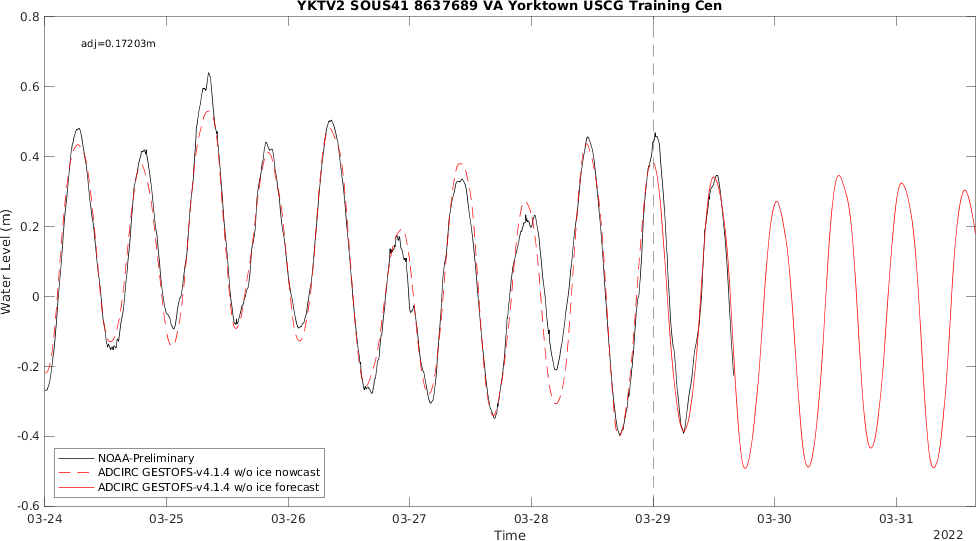 YKTV2 SOUS41 8637689 VA Yorktown USCG Training Cen
adj=0.17203m
0.8
0.6
0.4
0.2
0
-0.2
-0.4
-0.6
Water Level (m)
NOAA-Preliminary
ADCIRC GESTOFS-v4.1.4 w/o ice nowcast
ADCIRC GESTOFS-v4.1.4 w/o ice forecast
03-24 03-25 03-26 03-27 03-28 03-29 03-30 03-31
Time
2022